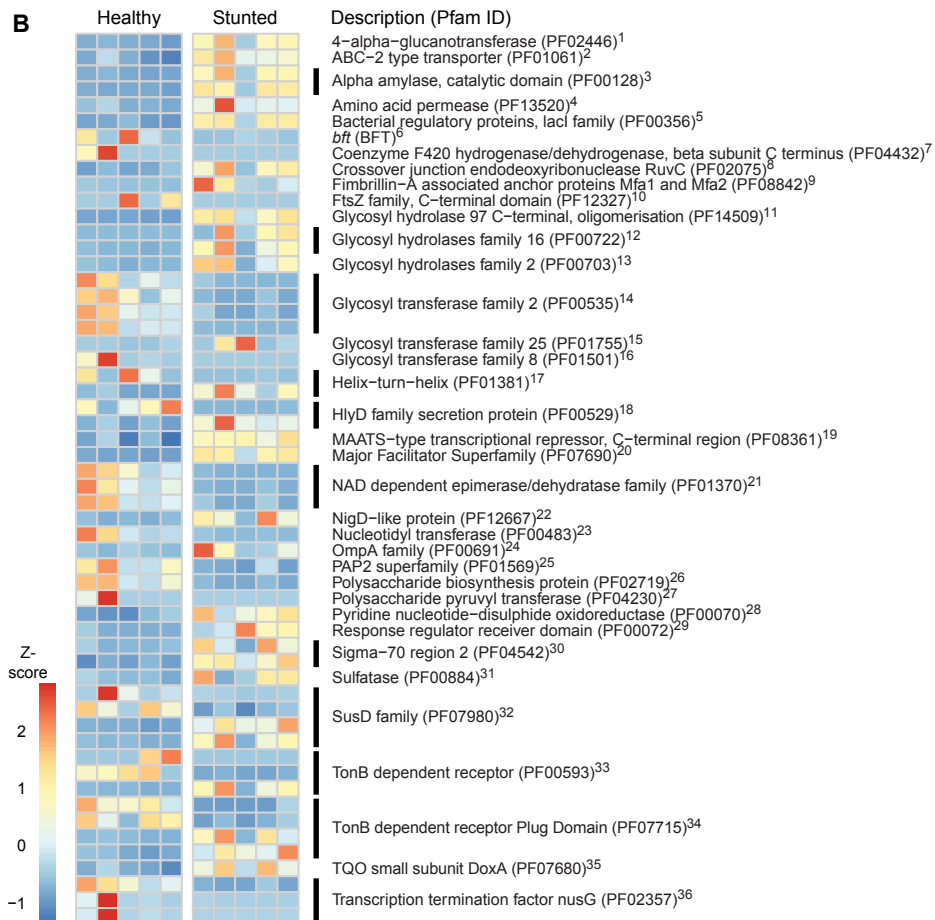 B
Healthy
Stunted
Description (Pfam ID)
4−alpha−glucanotransferase (PF02446)1
ABC−2 type transporter (PF01061)2
Alpha amylase, catalytic domain (PF00128)3
Amino acid permease (PF13520)4
Bacterial regulatory proteins, lacI family (PF00356)5
bft (BFT)6
Coenzyme F420 hydrogenase/dehydrogenase, beta subunit C terminus (PF04432)7
Crossover junction endodeoxyribonuclease RuvC (PF02075)8
Fimbrillin−A associated anchor proteins Mfa1 and Mfa2 (PF08842)9
FtsZ family, C−terminal domain (PF12327)10
Glycosyl hydrolase 97 C−terminal, oligomerisation (PF14509)11
Glycosyl hydrolases family 16 (PF00722)12
Glycosyl hydrolases family 2 (PF00703)13
Glycosyl transferase family 2 (PF00535)14
Glycosyl transferase family 25 (PF01755)15
Glycosyl transferase family 8 (PF01501)16
Helix−turn−helix (PF01381)17
HlyD family secretion protein (PF00529)18
MAATS−type transcriptional repressor, C−terminal region (PF08361)19
Major Facilitator Superfamily (PF07690)20
NAD dependent epimerase/dehydratase family (PF01370)21
NigD−like protein (PF12667)22
Nucleotidyl transferase (PF00483)23
OmpA family (PF00691)24
PAP2 superfamily (PF01569)25
Polysaccharide biosynthesis protein (PF02719)26
Polysaccharide pyruvyl transferase (PF04230)27
Pyridine nucleotide−disulphide oxidoreductase (PF00070)28
Response regulator receiver domain (PF00072)29
Sigma−70 region 2 (PF04542)30
Sulfatase (PF00884)31
SusD family (PF07980)32
TonB dependent receptor (PF00593)33
TonB dependent receptor Plug Domain (PF07715)34
TQO small subunit DoxA (PF07680)35
Transcription termination factor nusG (PF02357)36
Z-
score
2
1
0
−1